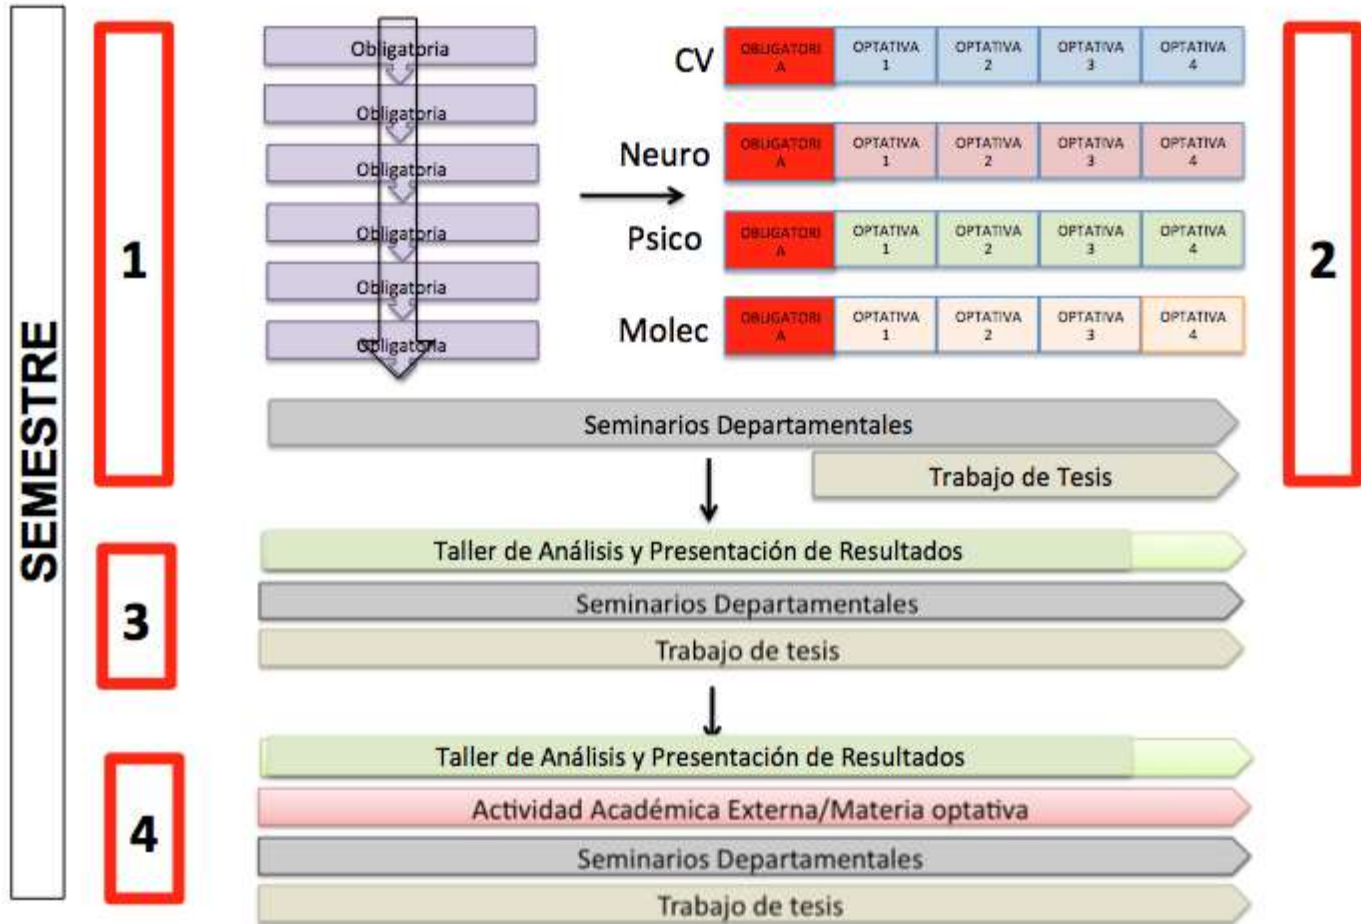 SEMESTRE
1
Obligatoria
Obligatoria
Obligatoria
Obligatoria
Obligatoria
Obligatoria
CV
OBLIGATORI
A
OPTATIVA
1
OPTATIVA
2
OPTATIVA
3
OPTATIVA
4
Neuro
OBLIGATORI
A
OPTATIVA
1
OPTATIVA
2
OPTATIVA
3
OPTATIVA
4
Psico
OBLIGATORI
A
OPTATIVA
1
OPTATIVA
2
OPTATIVA
3
OPTATIVA
4
Molec
OBLIGATORI
A
OPTATIVA
1
OPTATIVA
2
OPTATIVA
3
OPTATIVA
4
2
Seminarios Departamentales
Trabajo de Tesis
3
Taller de Análisis y Presentación de Resultados
Seminarios Departamentales
Trabajo de tesis
4
Taller de Análisis y Presentación de Resultados
Actividad Académica Externa/Materia optativa
Seminarios Departamentales
Trabajo de tesis